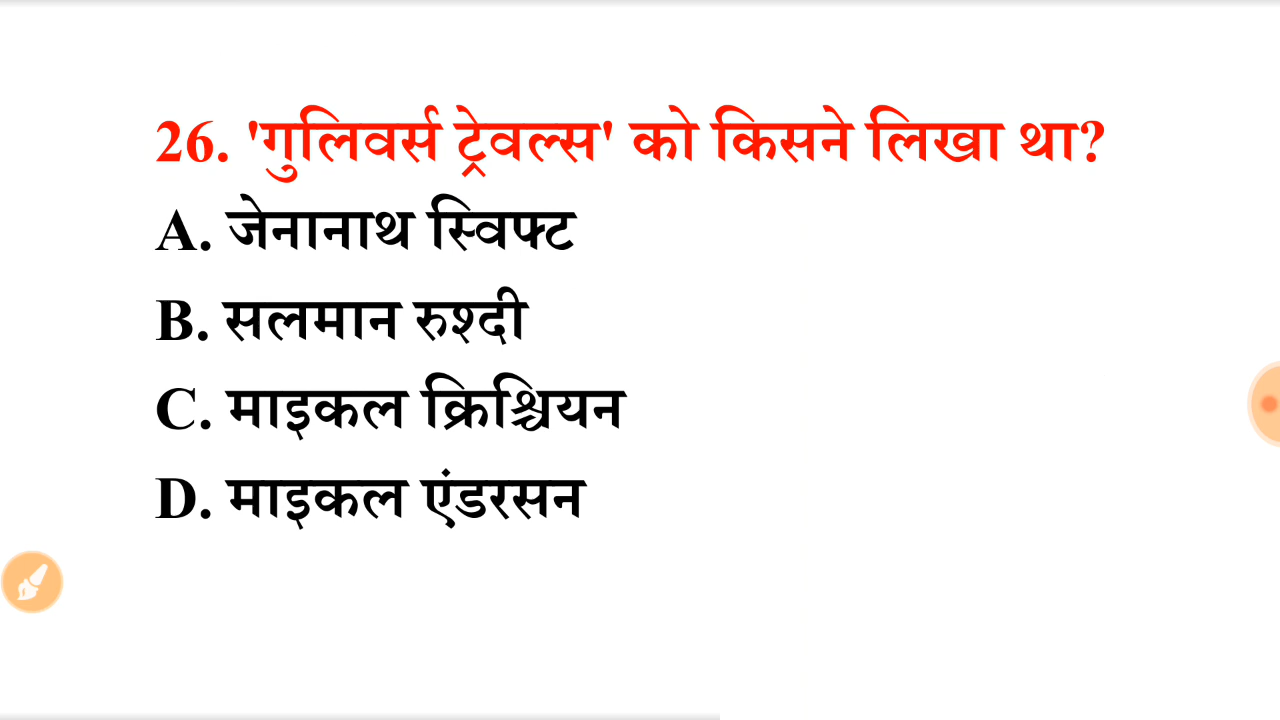 26. 'गुलिवर्स ट्रेवल्स' को किसने लिखा था?
A. जेनानाथ स्विफ्ट
B. सलमान रुश्दी
C. माइकल क्रिश्चियन
D. माइकल एंडरसन